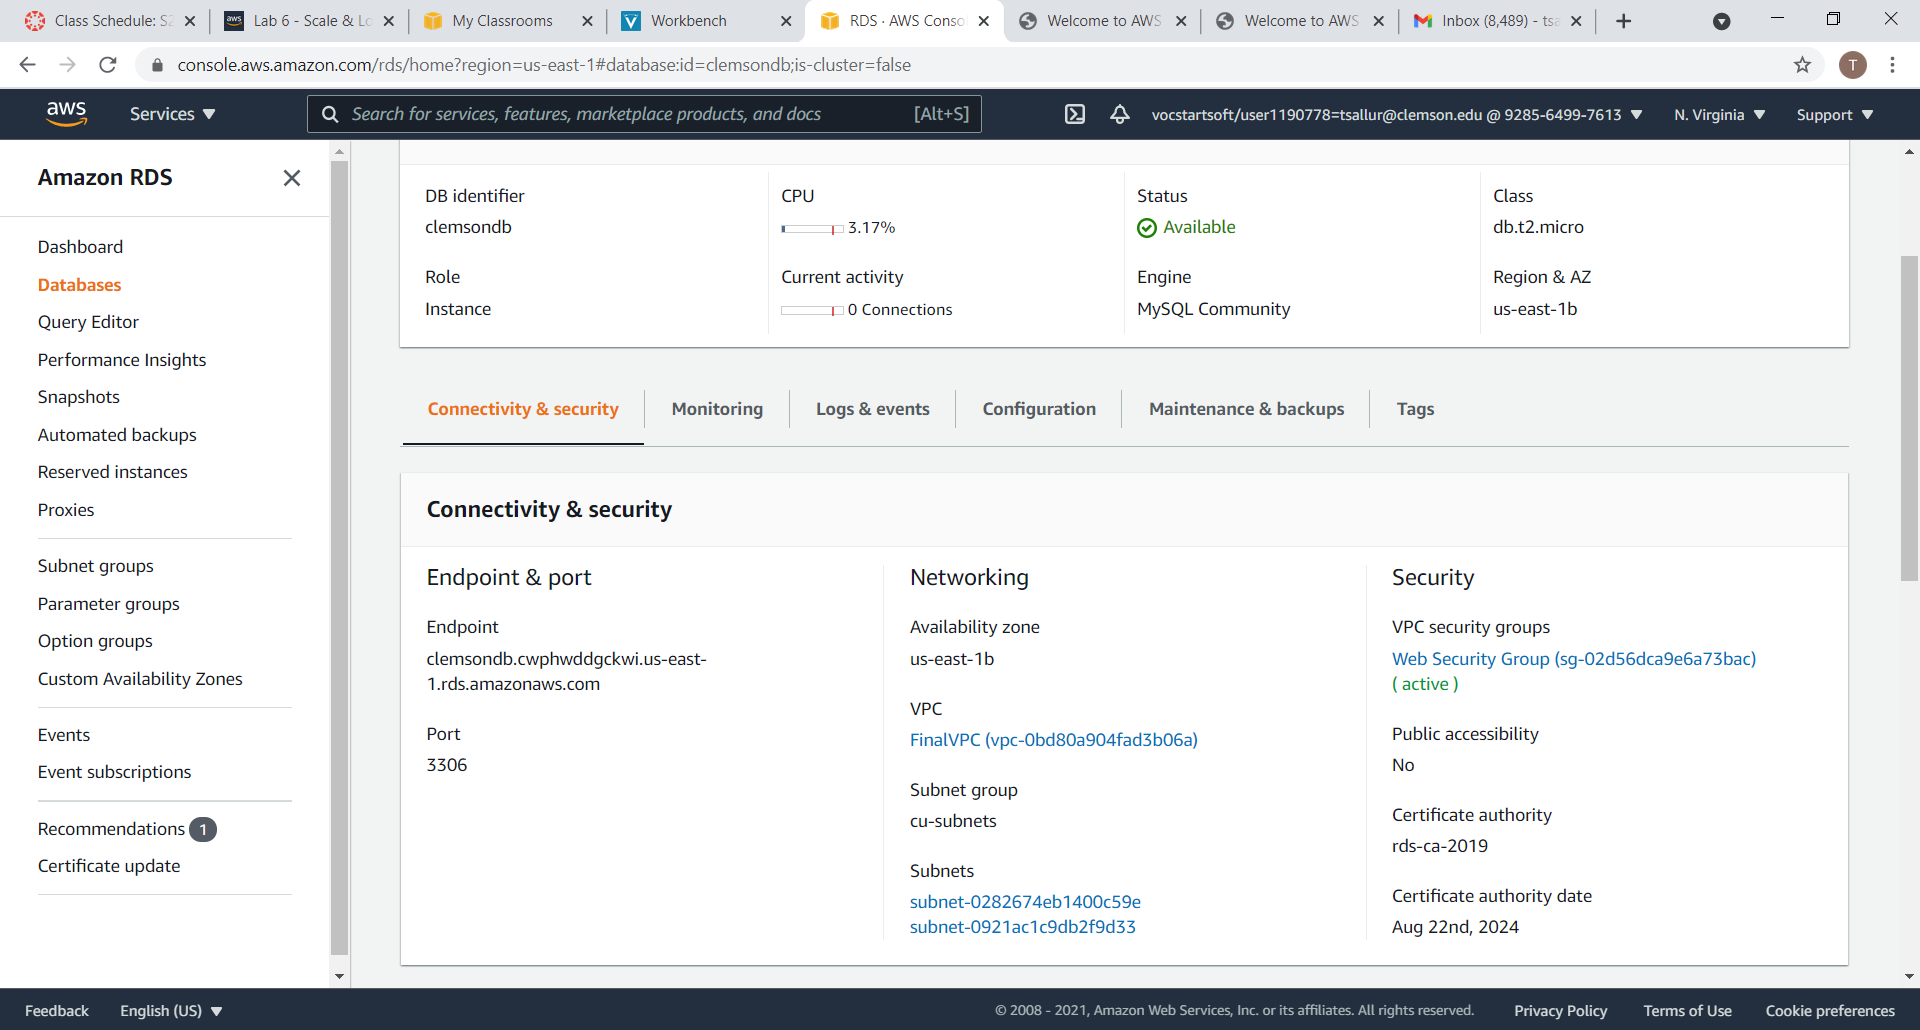 Class Schedule: S2
Lab 6 - Scale & Lo
My Classrooms
Workbench
RDS · AWS Conso
Welcome to AWS
Welcome to AWS
Inbox (8,489) - tsa
console.aws.amazon.com/rds/home?region=us-east-1#database:id=clemsondb;is-cluster=false
T
aws
Services
Search for services, features, marketplace products, and docs
[Alt+S]
vocstartsoft/user1190778=tsallur@clemson.edu @ 9285-6499-7613
N. Virginia
Support
Amazon RDS
Dashboard
Databases
Query Editor
Performance Insights
Snapshots
Automated backups
Reserved instances
Proxies
Subnet groups
Parameter groups
Option groups
Custom Availability Zones
Events
Event subscriptions
Recommendations 1
Certificate update
DB identifier
clemsondb
CPU
3.17%
Status
Available
Class
db.t2.micro
Role
Instance
Current activity
0 Connections
Engine
MySQL Community
Region & AZ
us-east-1b
Connectivity & security
Monitoring
Logs & events
Configuration
Maintenance & backups
Tags
Connectivity & security
Endpoint & port
Endpoint
clemsondb.cwphwddgckwi.us-east-
1.rds.amazonaws.com
Port
3306
Networking
Availability zone
us-east-1b
VPC
FinalVPC (vpc-0bd80a904fad3b06a)
Subnet group
cu-subnets
Subnets
subnet-0282674eb1400c59e
subnet-0921ac1c9db2f9d33
Security
VPC security groups
Web Security Group (sg-02d56dca9e6a73bac)
( active )
Public accessibility
No
Certificate authority
rds-ca-2019
Certificate authority date
Aug 22nd, 2024
Feedback
English (US)
© 2008 - 2021, Amazon Web Services, Inc. or its affiliates. All rights reserved.
Privacy Policy
Terms of Use
Cookie preferences